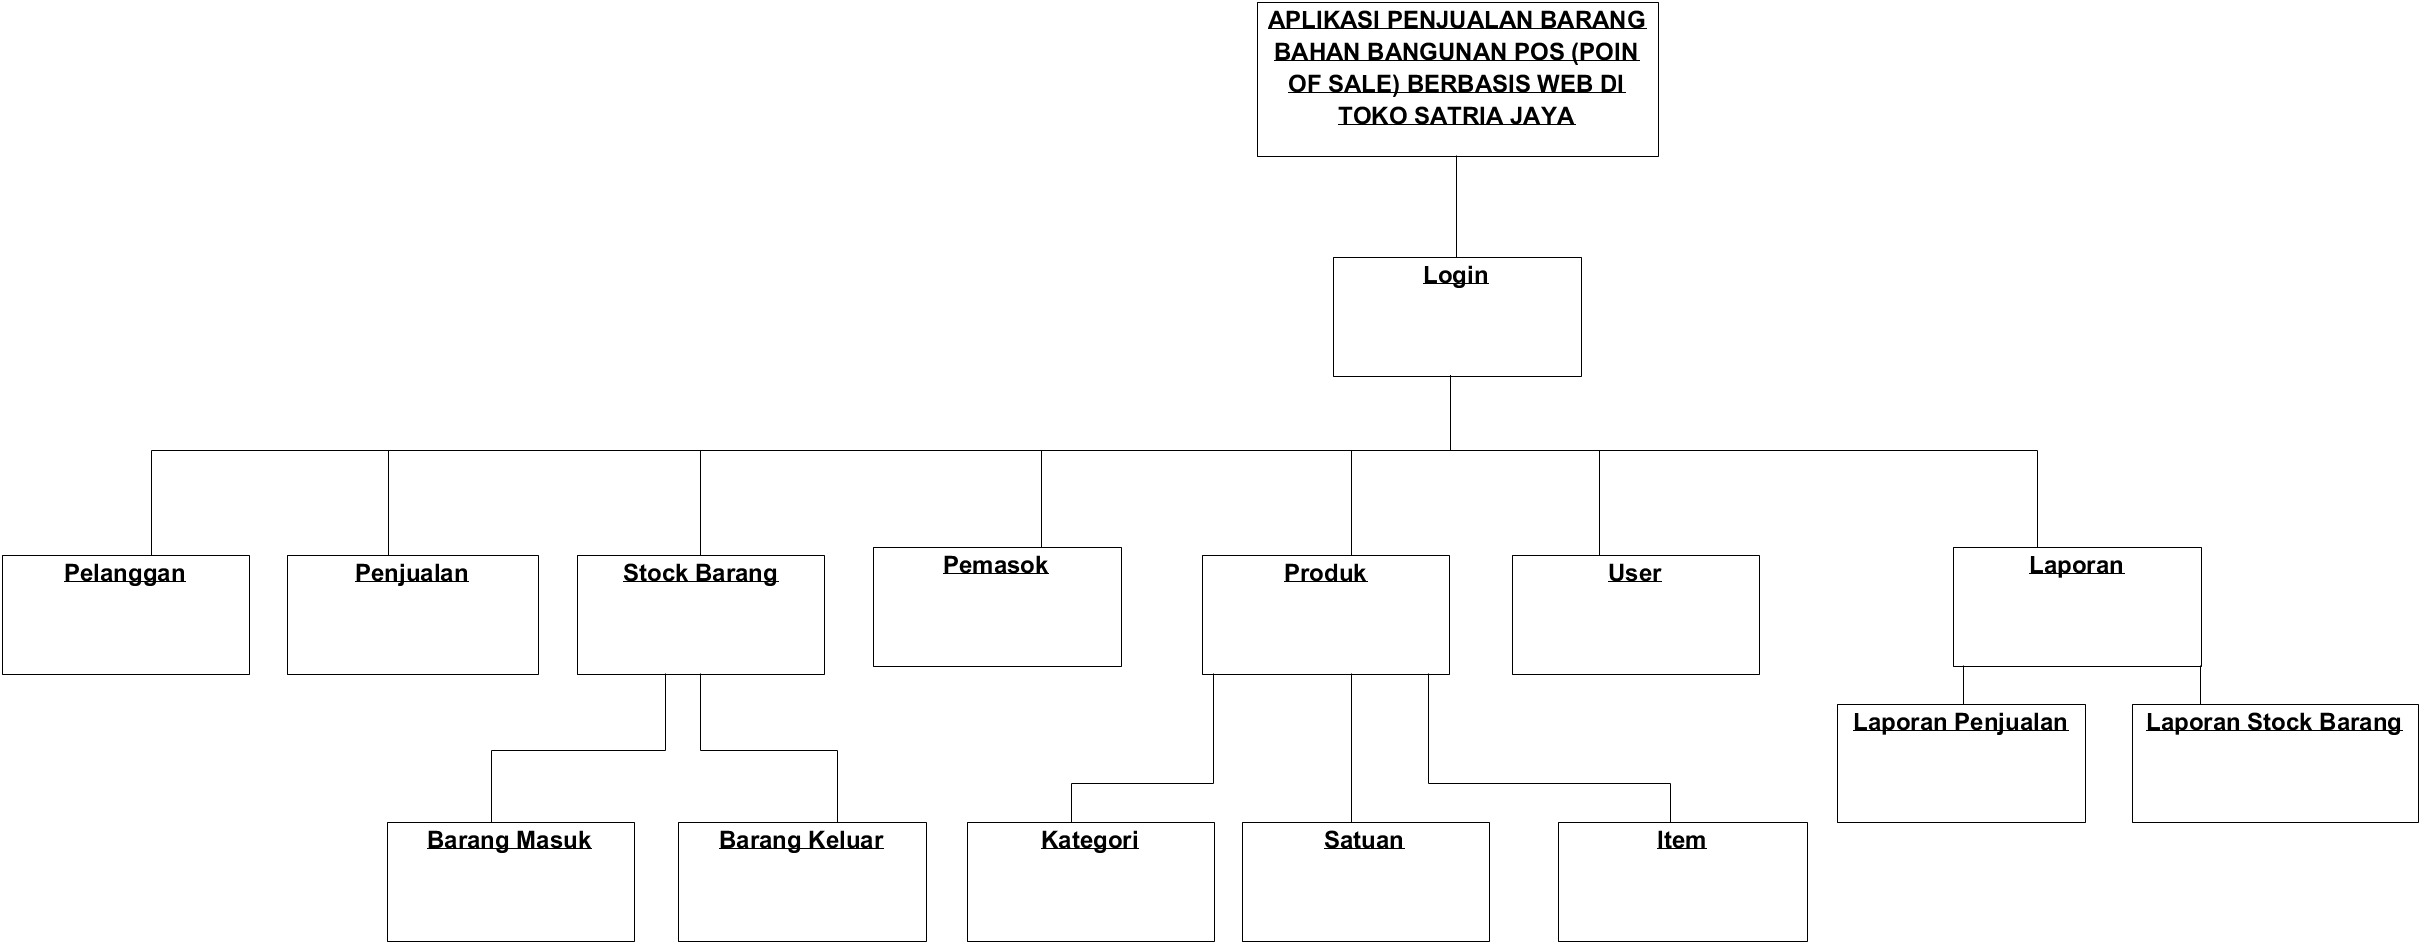 APLIKASI PENJUALAN BARANG
BAHAN BANGUNAN POS (POIN
OF SALE) BERBASIS WEB DI
TOKO SATRIA JAYA
Login
Pelanggan
Penjualan
Stock Barang
Pemasok
Produk
User
Laporan
Laporan Penjualan
Laporan Stock Barang
Barang Masuk
Barang Keluar
Kategori
Satuan
Item